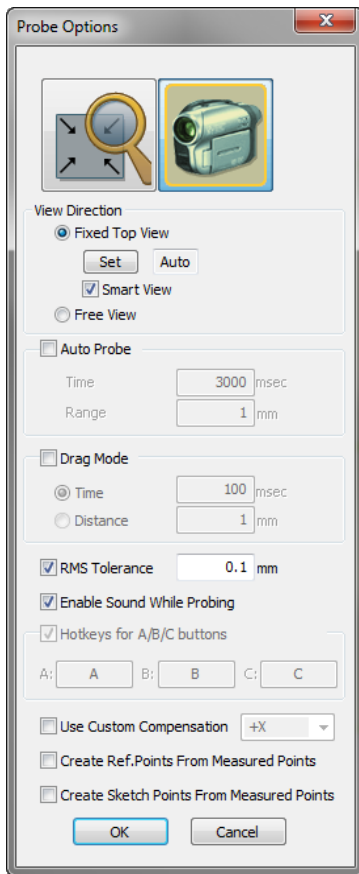 Probe Options
View Direction
Fixed Top View
Set Auto
Smart View
Free View
Auto Probe
Time 3000 msec
Range 1 mm
Drag Mode
Time 100 msec
Distance 1 mm
RMS Tolerance 0.1 mm
Enable Sound While Probing
Hotkeys for A/B/C buttons
A: A B: B C: C
Use Custom Compensation +X
Create Ref.Points From Measured Points
Create Sketch Points From Measured Points
OK Cancel